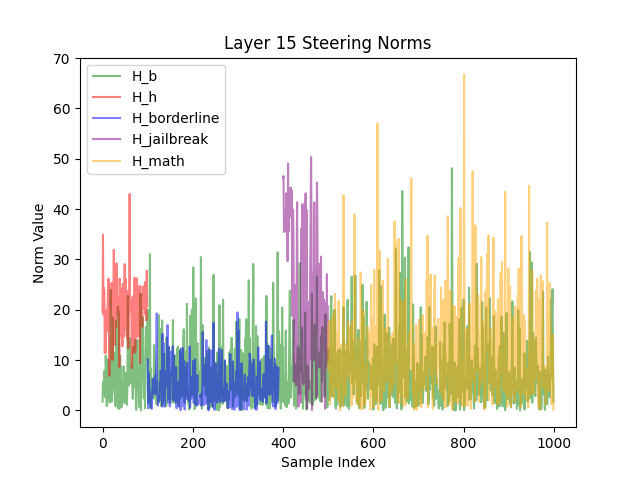 Layer 15 Steering Norms
70
60
50
40
30
20
10
0
Norm Value
H_b
H_h
H_borderline
H_jailbreak
H_math
0 200 400 600 800 1000
Sample Index